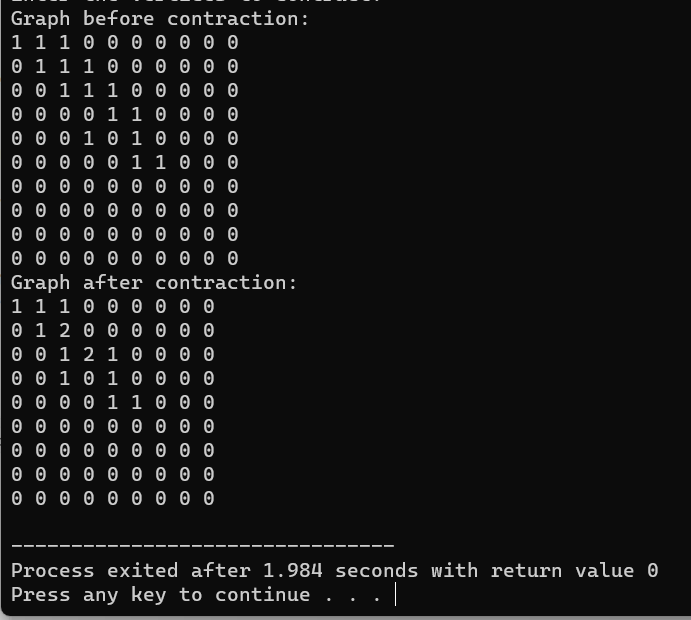 Graph before contraction:
1 1 1 0 0 0 0 0 0 0
0 1 1 1 0 0 0 0 0 0
0 0 1 1 1 0 0 0 0 0
0 0 0 0 1 1 0 0 0 0
0 0 0 1 0 1 0 0 0 0
0 0 0 0 0 1 1 0 0 0
0 0 0 0 0 0 0 0 0 0
0 0 0 0 0 0 0 0 0 0
0 0 0 0 0 0 0 0 0 0
0 0 0 0 0 0 0 0 0 0
Graph after contraction:
1 1 1 0 0 0 0 0 0
0 1 2 0 0 0 0 0 0
0 0 1 2 1 0 0 0 0
0 0 1 0 1 0 0 0 0
0 0 0 0 1 1 0 0 0
0 0 0 0 0 0 0 0 0
0 0 0 0 0 0 0 0 0
0 0 0 0 0 0 0 0 0
0 0 0 0 0 0 0 0 0
--------------------------------
Process exited after 1.984 seconds with return value 0
Press any key to continue . . .